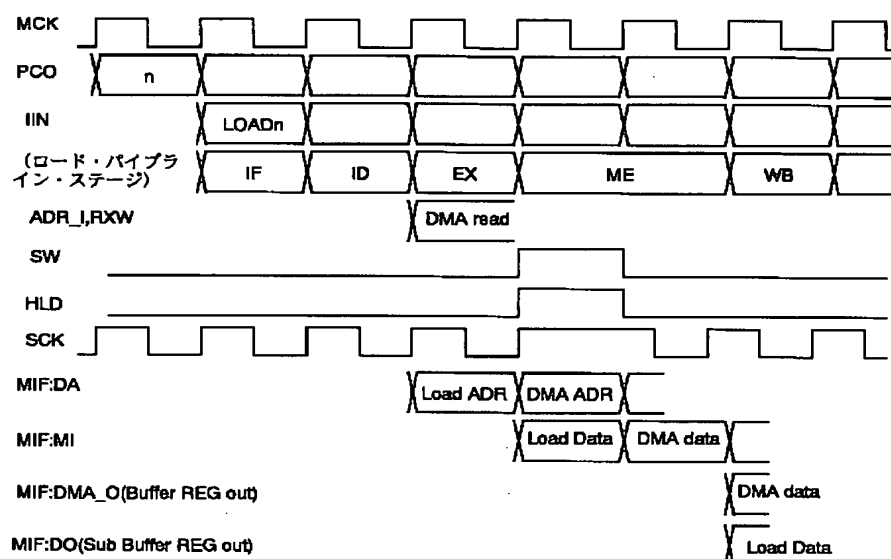 MCK
PCO
n
IIN
LOADn
(ロード・パイプラ
イン・ステージ)
IF
ID
EX
ME
WB
ADR_I,RXW
DMA read
SW
HLD
SCK
MIF:DA
Load ADR
DMA ADR
MIF:MI
Load Data
DMA data
MIF:DMA_O(Buffer REG out)
DMA data
MIF:DO(Sub Buffer REG out)
Load Data